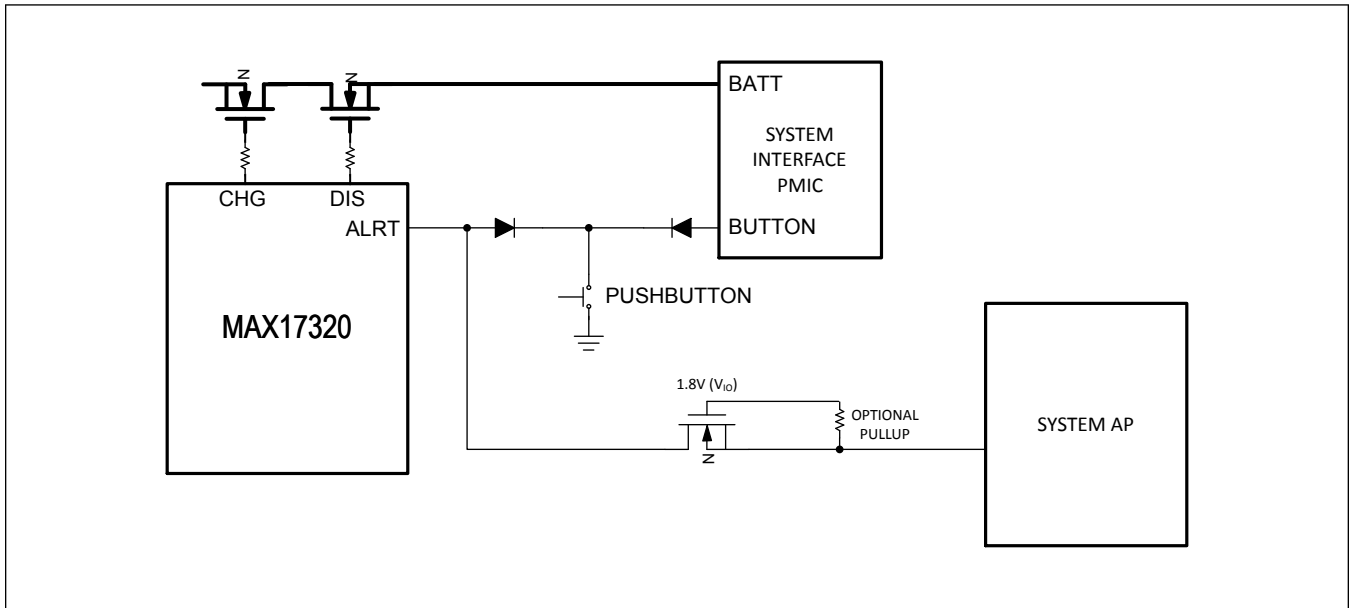 N
N
BATT
SYSTEM
INTERFACE
PMIC
BUTTON
CHG
DIS
ALRT
MAX17320
PUSHBUTTON
1.8V (VIO)
OPTIONAL
PULLUP
N
SYSTEM AP